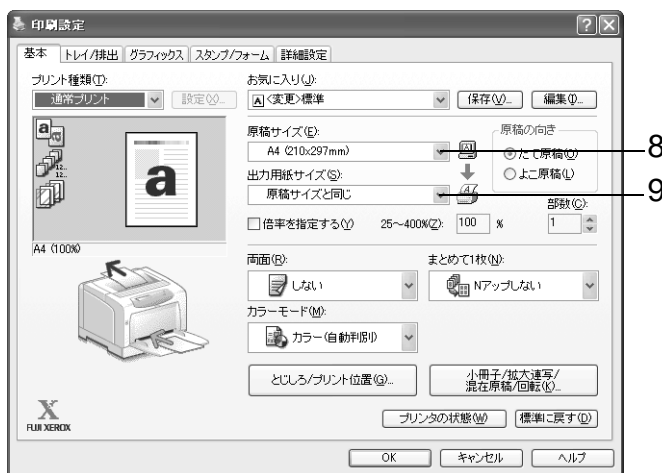 印刷設定
基本 トレイ/排出 グラフィックス スタンプ/フォーム 詳細設定
プリント種類(T):
通常プリント 設定(X)...
お気に入り(J):
A <変更>標準 保存(V)... 編集(I)...
原稿サイズ(E):
A4 (210x297mm)
8
原稿の向き
たて原稿(O)
よこ原稿(L)
出力用紙サイズ(S):
原稿サイズと同じ
9
部数(C):
1
倍率を指定する(Y) 25～400%(Z): 100 %
a
A4 (100%)
両面(R):
しない
まとめて1枚(N):
Nアップしない
カラーモード(M):
カラー(自動判別)
とじしろ/プリント位置(G)...
小冊子/拡大連写/
混在原稿/回転(K)...
FUJI XEROX
プリンタの状態(W) 標準に戻す(D)
OK キャンセル ヘルプ